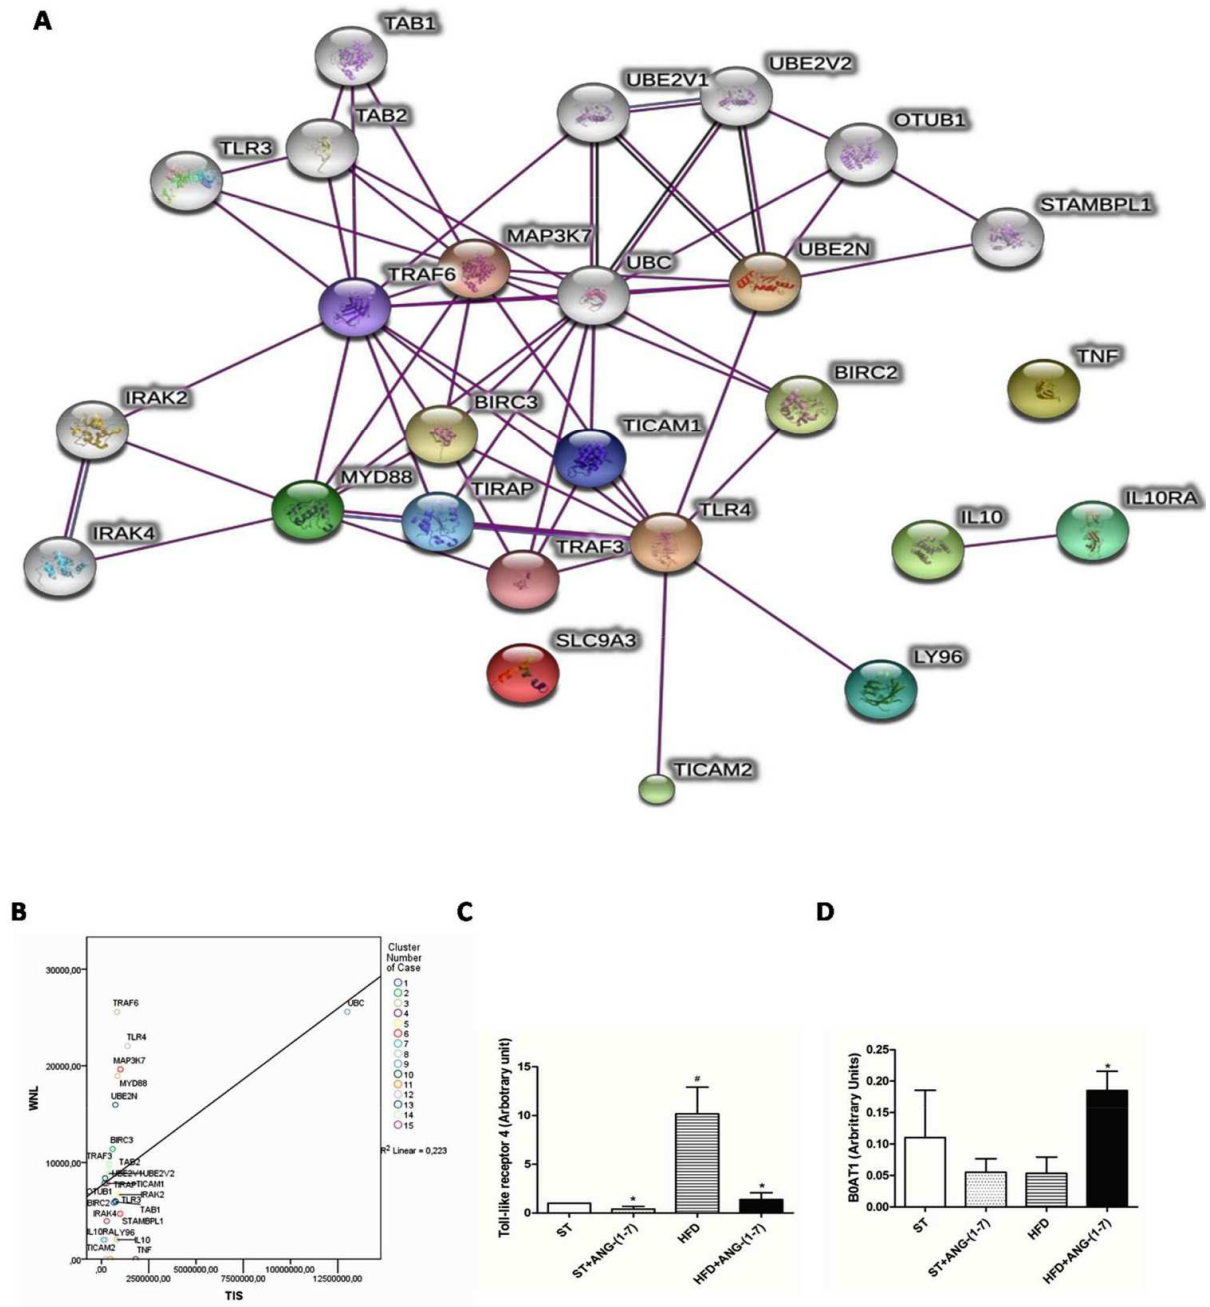 A
TAB1
UBE2V1
UBE2V2
TAB2
OTUB1
TLR3
STAMBPL1
MAP3K7
UBC
UBE2N
TRAF6
TNF
BIRC2
IRAK2
BIRC3
TICAM1
MYD88
TIRAP
TLR4
IL10
IL10RA
IRAK4
TRAF3
SLC9A3
LY96
TICAM2
B
WNL
30000,00
20000,00
10000,00
,00
TRAF6
UBC
TLR4
MAP3K7
MYD88
UBE2N
BIRC3
TRAF3
TAB2
UBE2V1
UBE2V2
TIRAP
TICAM1
OTUB1
IRAK2
BIRC2
TLR3
TAB1
IRAK4
STAMBPL1
IL10RA
LY96
IL10
TICAM2
TNF
,00
2500000,00
5000000,00
7500000,00
10000000,00
12500000,00
TIS
Cluster
Number
of Case
1
2
3
4
5
6
7
8
9
10
11
12
13
14
15
R2 Linear = 0,223
C
Toll-like receptor 4 (Arbotrary unit)
15
10
5
0
*
#
*
ST
ST+ANG-(1-7)
HFD
HFD+ANG-(1-7)
D
B0AT1 (Arbritrary Units)
0.25
0.20
0.15
0.10
0.05
0.00
*
ST
ST+ANG-(1-7)
HFD
HFD+ANG-(1-7)